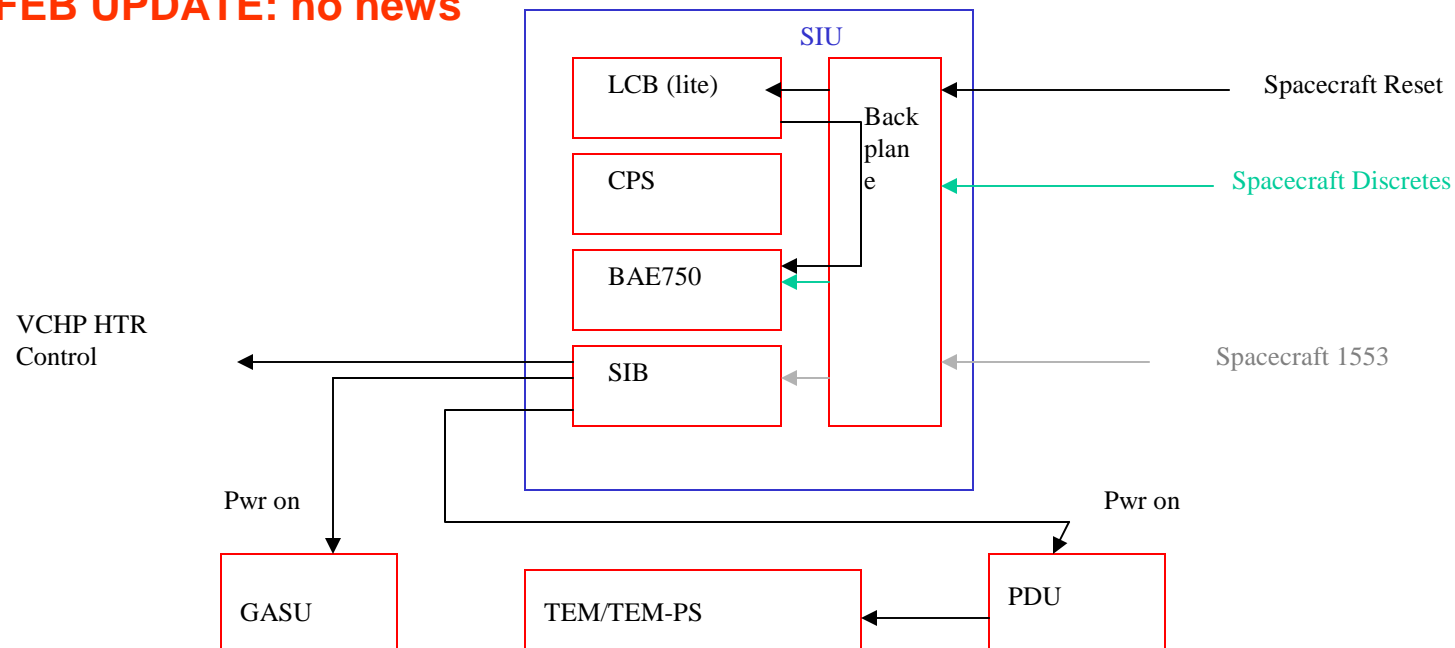 FEB UPDATE: no news
SIU
LCB (lite)
Spacecraft Reset
Back
plan
e
CPS
Spacecraft Discretes
BAE750
VCHP HTR
Control
SIB
Spacecraft 1553
Pwr on
Pwr on
GASU
TEM/TEM-PS
PDU